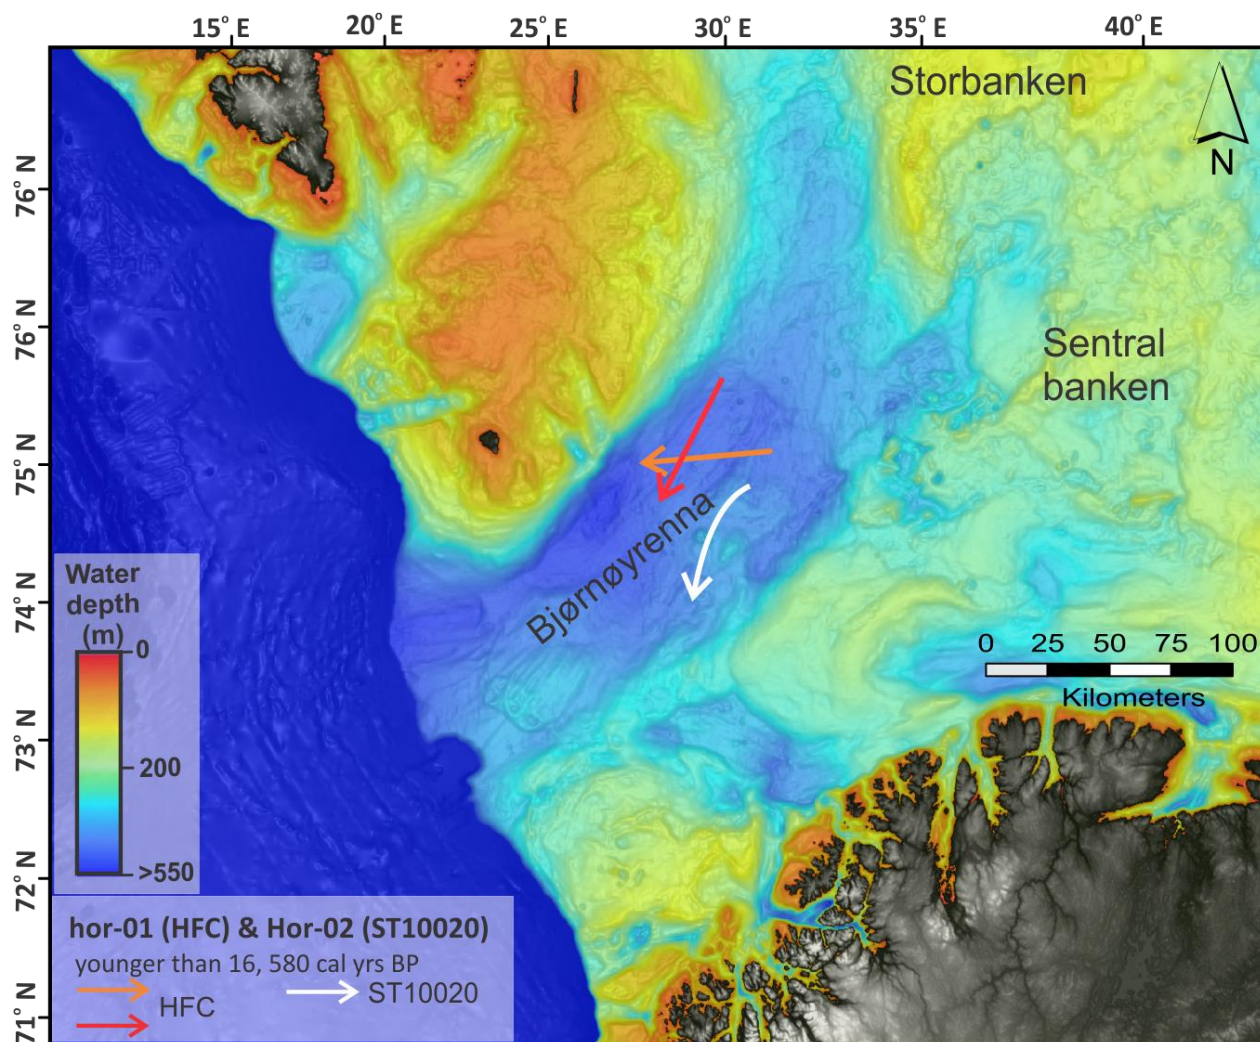 15° E 20° E 25° E 30° E 35° E 40° E
Storbanken
N
76° N
76° N
Sentral
banken
75° N
Bjørnøyrenna
74° N
Water
depth
(m)
0
200
>550
0 25 50 75 100
Kilometers
73° N
72° N
71° N
hor-01 (HFC) & Hor-02 (ST10020)
younger than 16, 580 cal yrs BP
HFC
ST10020